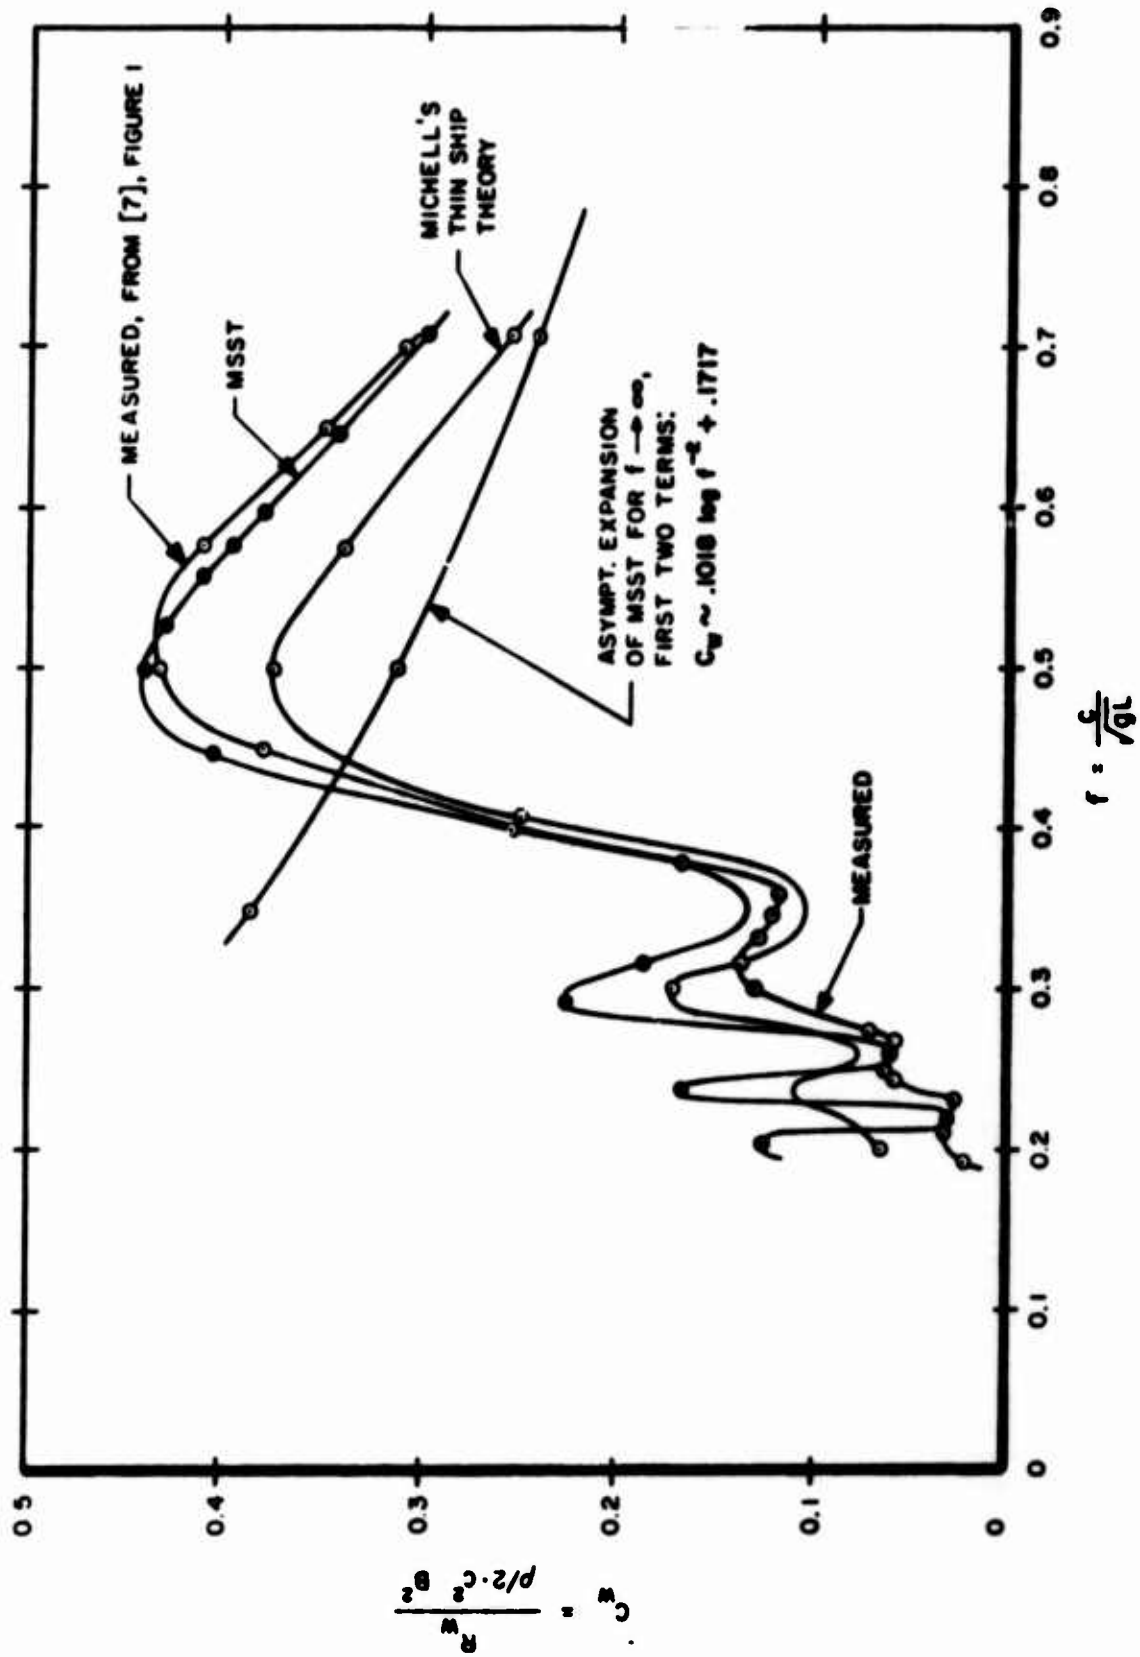 MEASURED, FROM [7], FIGURE 1
MSST
MICHELL'S
THIN SHIP
THEORY
ASYMPT. EXPANSION
OF MSST FOR f → ∞,
FIRST TWO TERMS:
C_w ~ .1018 log f^-2 + .1717
MEASURED
0 5
0.4
0.3
0.2
0.1
0
0
0.1
0.2
0.3
0.4
0.5
0.6
0.7
0.8
0.9
C_w = R_w / ρ/2·C^2 B^2
f = c / √gL